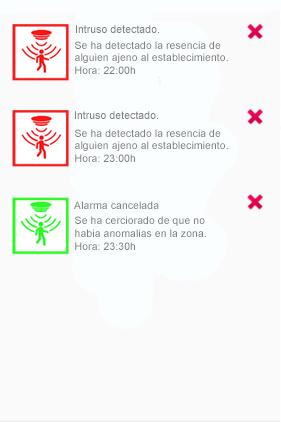 Intruso detectado.
Se ha detectado la resencia de
alguien ajeno al establecimiento.
Hora: 22:00h
Intruso detectado.
Se ha detectado la resencia de
alguien ajeno al establecimiento.
Hora: 23:00h
Alarma cancelada
Se ha cerciorado de que no
habia anomalias en la zona.
Hora: 23:30h